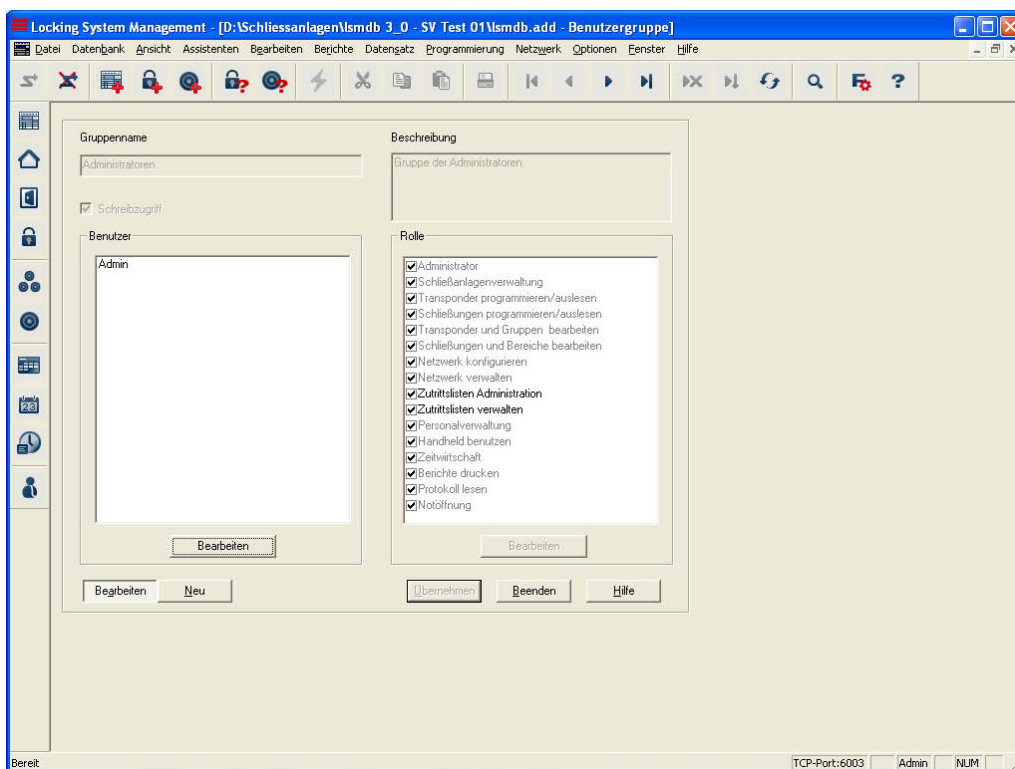 Locking System Management - [D:\Schliessanlagen\lsmdb 3_0 - SV Test 01\lsmdb.add - Benutzergruppe]
Datei Datenbank Ansicht Assistenten Bearbeiten Berichte Datensatz Programmierung Netzwerk Optionen Fenster Hilfe
Gruppenname
Beschreibung
Administratoren
Gruppe der Administratoren
Schreibzugriff
Benutzer
Rolle
Admin
Administrator
Schließanlagenverwaltung
Transponder programmieren/auslesen
Schließungen programmieren/auslesen
Transponder und Gruppen bearbeiten
Schließungen und Bereiche bearbeiten
Netzwerk konfigurieren
Netzwerk verwalten
Zutrittslisten Administration
Zutrittslisten verwalten
Personalverwaltung
Handheld benutzen
Zeitwirtschaft
Berichte drucken
Protokoll lesen
Notöffnung
23
Bearbeiten
Bearbeiten
Bearbeiten Neu Übernehmen Beenden Hilfe
Bereit TCP-Port:6003 Admin NUM